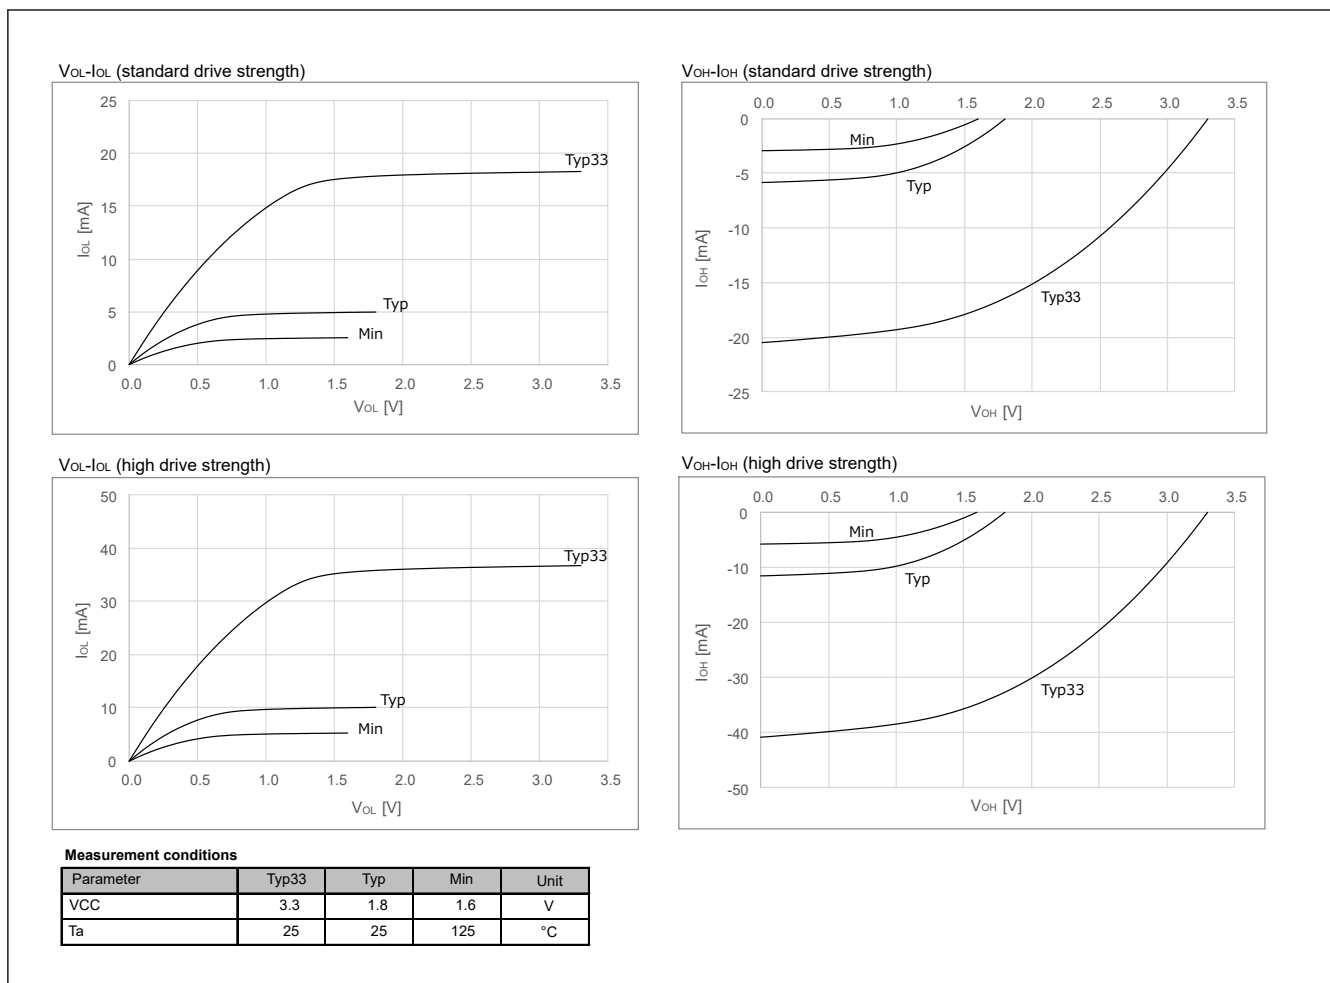 VOL-IOL (standard drive strength)
25
20
15
10
5
0
IOL [mA]
Typ33
Typ
Min
0.0 0.5 1.0 1.5 2.0 2.5 3.0 3.5
VOL [V]
VOH-IOH (standard drive strength)
0.0 0.5 1.0 1.5 2.0 2.5 3.0 3.5
0
-5
-10
-15
-20
-25
IOH [mA]
Min
Typ
Typ33
VOH [V]
VOL-IOL (high drive strength)
50
40
30
20
10
0
IOL [mA]
Typ33
Typ
Min
0.0 0.5 1.0 1.5 2.0 2.5 3.0 3.5
VOL [V]
VOH-IOH (high drive strength)
0.0 0.5 1.0 1.5 2.0 2.5 3.0 3.5
0
-10
-20
-30
-40
-50
IOH [mA]
Min
Typ
Typ33
VOH [V]
Measurement conditions
Parameter Typ33 Typ Min Unit
VCC 3.3 1.8 1.6 V
Ta 25 25 125 °C